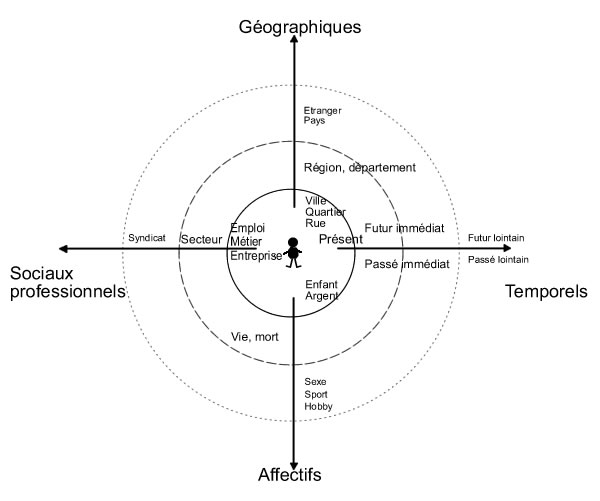 Géographiques
Etranger
Pays
Région, département
Ville
Quartier
Rue
Emploi
Métier
Entreprise
Secteur
Syndicat
Présent
Futur immédiat
Passé immédiat
Futur lointain
Passé lointain
Sociaux
professionnels
Temporels
Enfant
Argent
Vie, mort
Sexe
Sport
Hobby
Affectifs